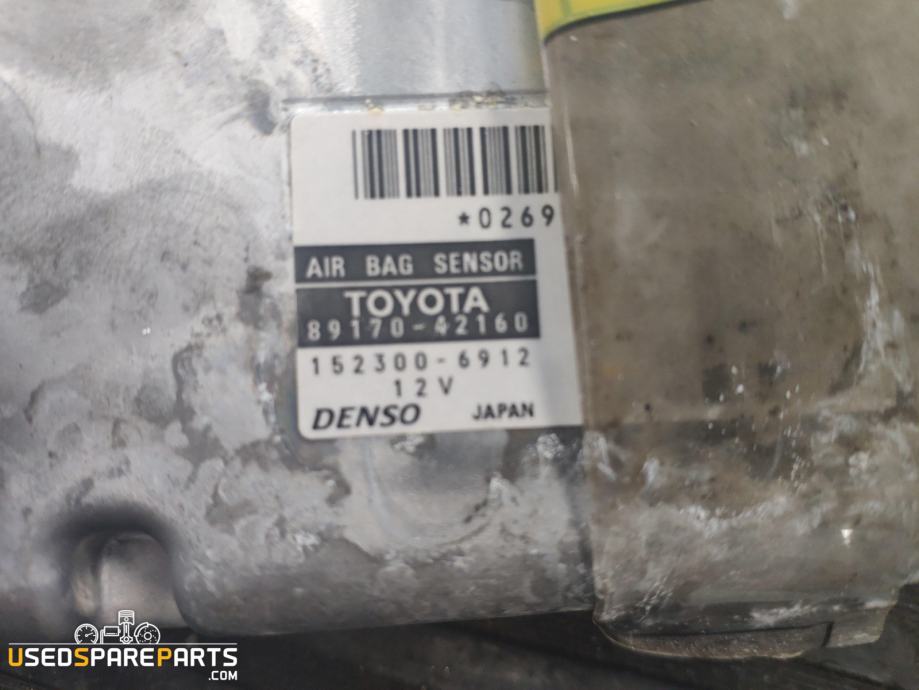 *0269
AIR BAG SENSOR
TOYOTA
89170-42160
152300-6912
12V
DENSO JAPAN
USEDSPAREPARTS
.COM